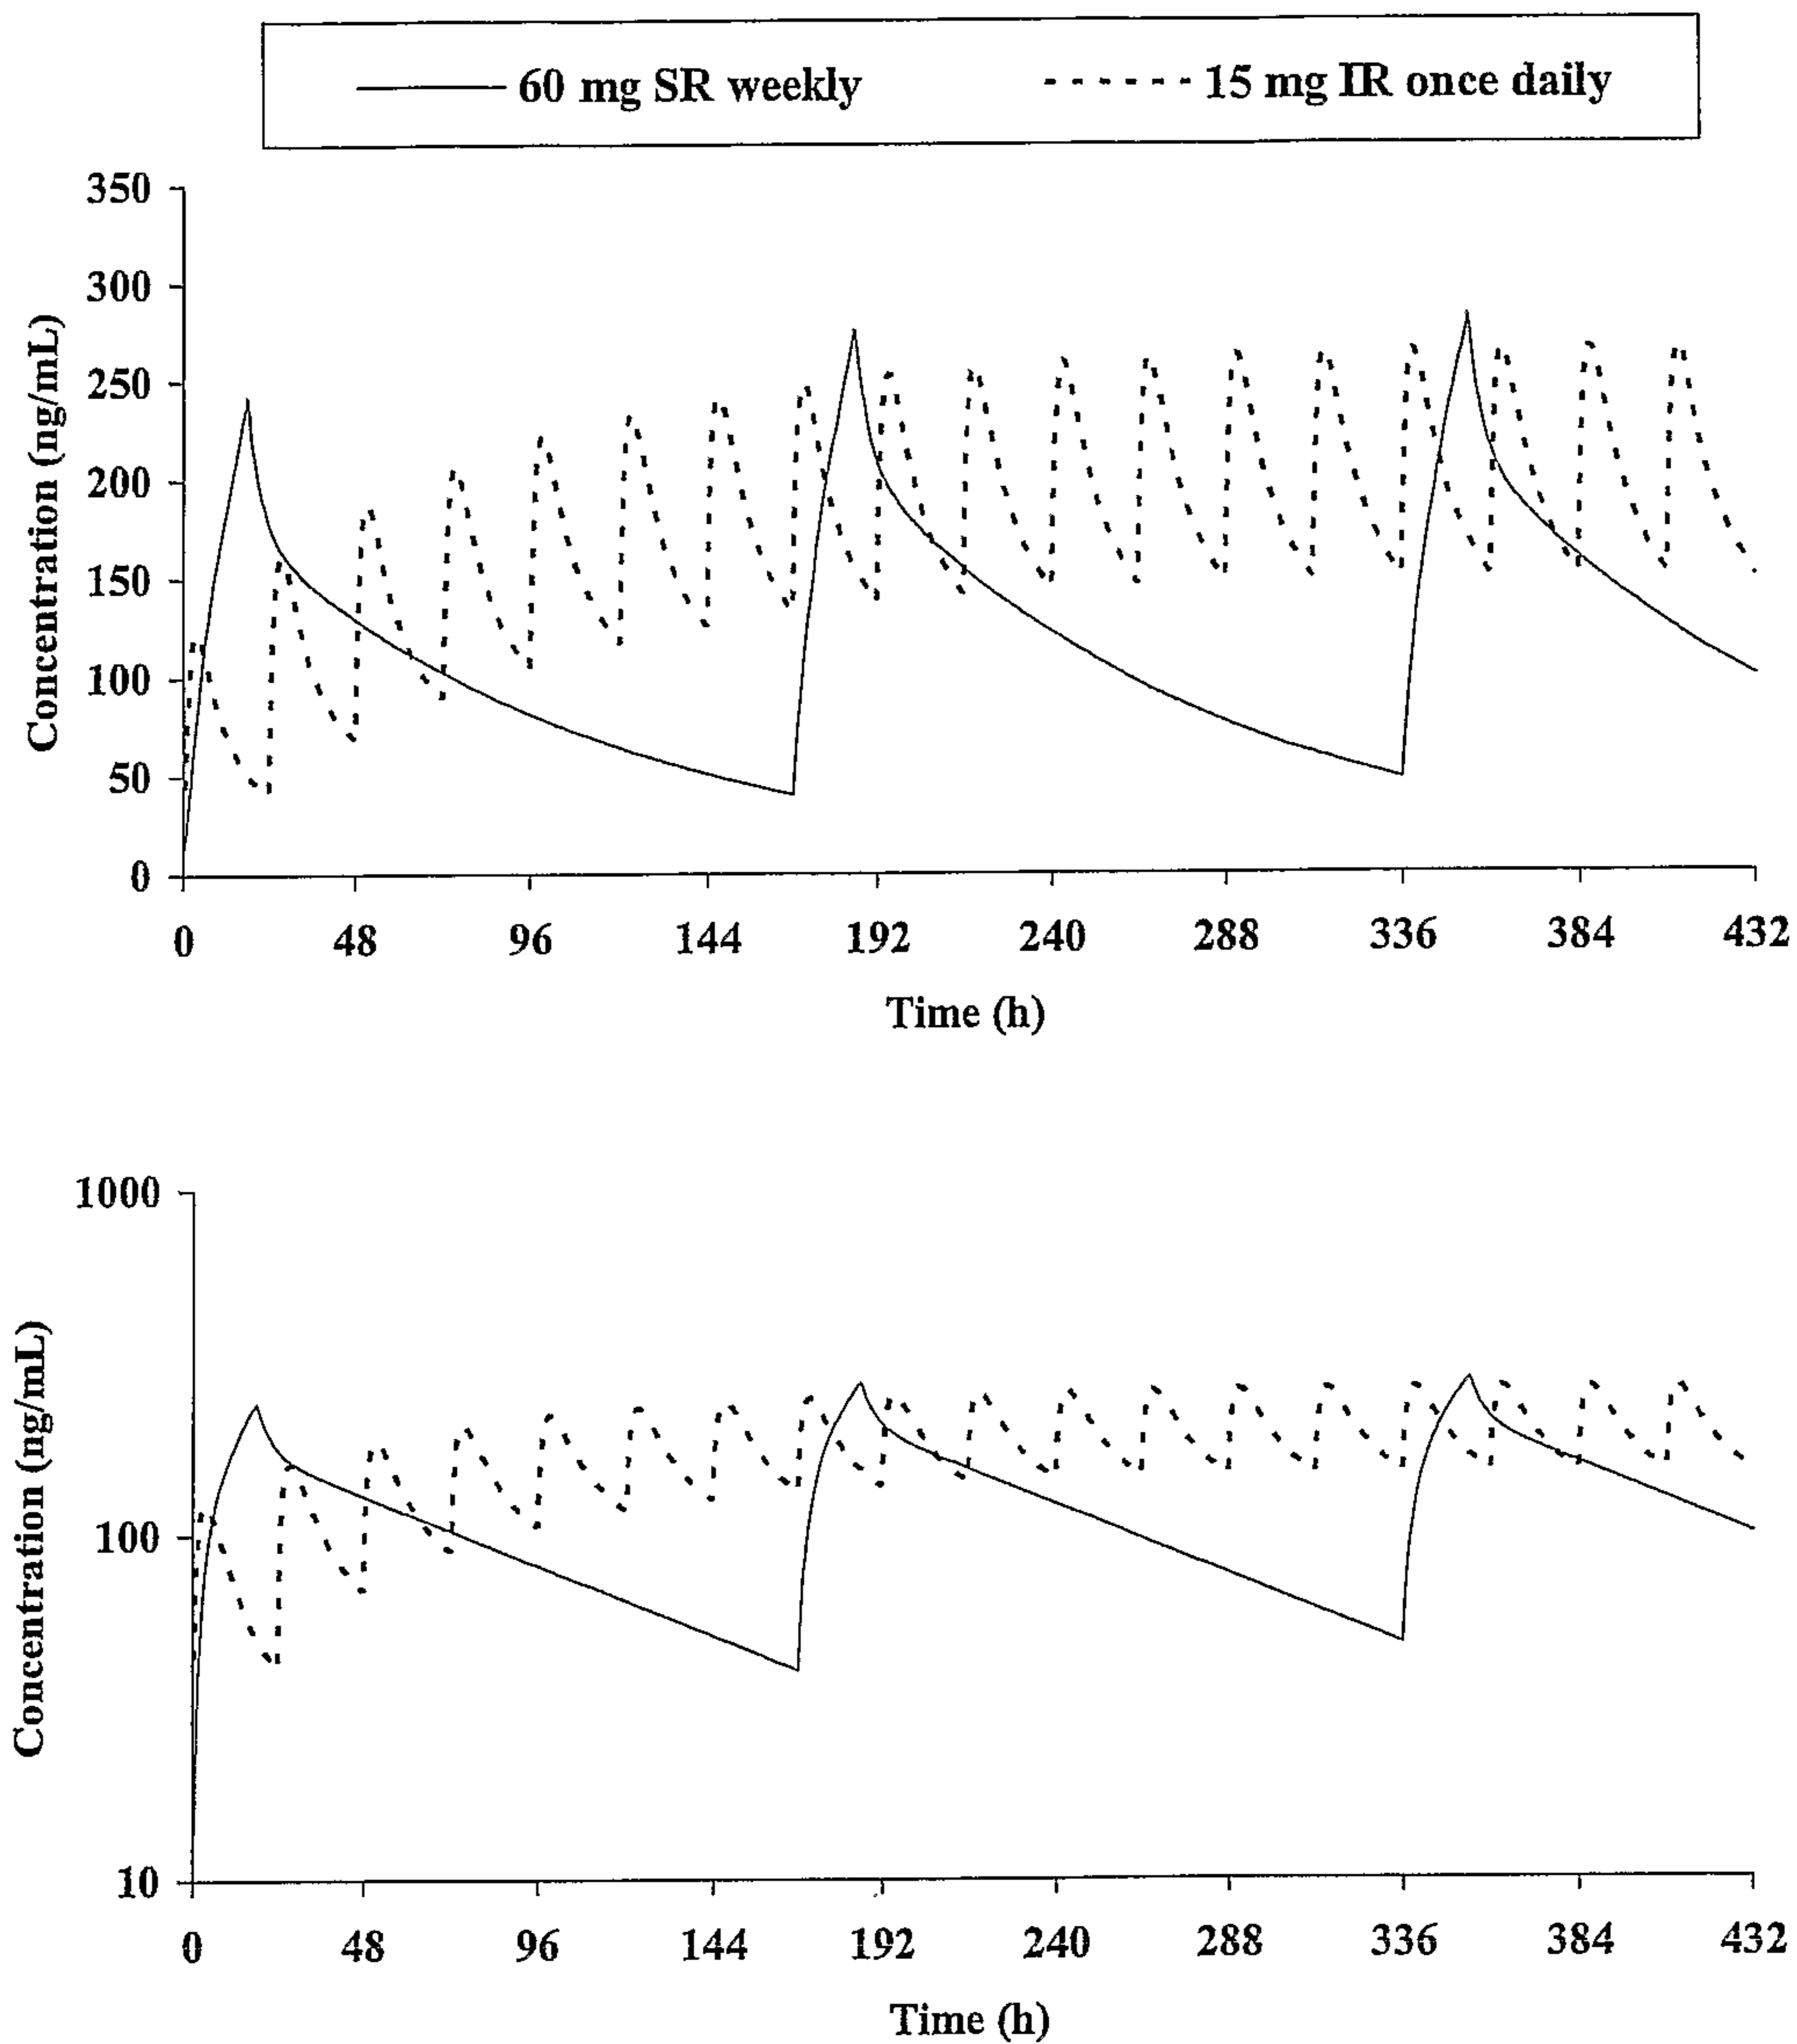 60 mg SR weekly 15 mg IR once daily
350
300
250
200
150
100
50
0
Concentration (ng/mL)
0 48 96 144 192 240 288 336 384 432
Time (h)
1000
100
10
Concentration (ng/mL)
0 48 96 144 192 240 288 336 384 432
Time (h)